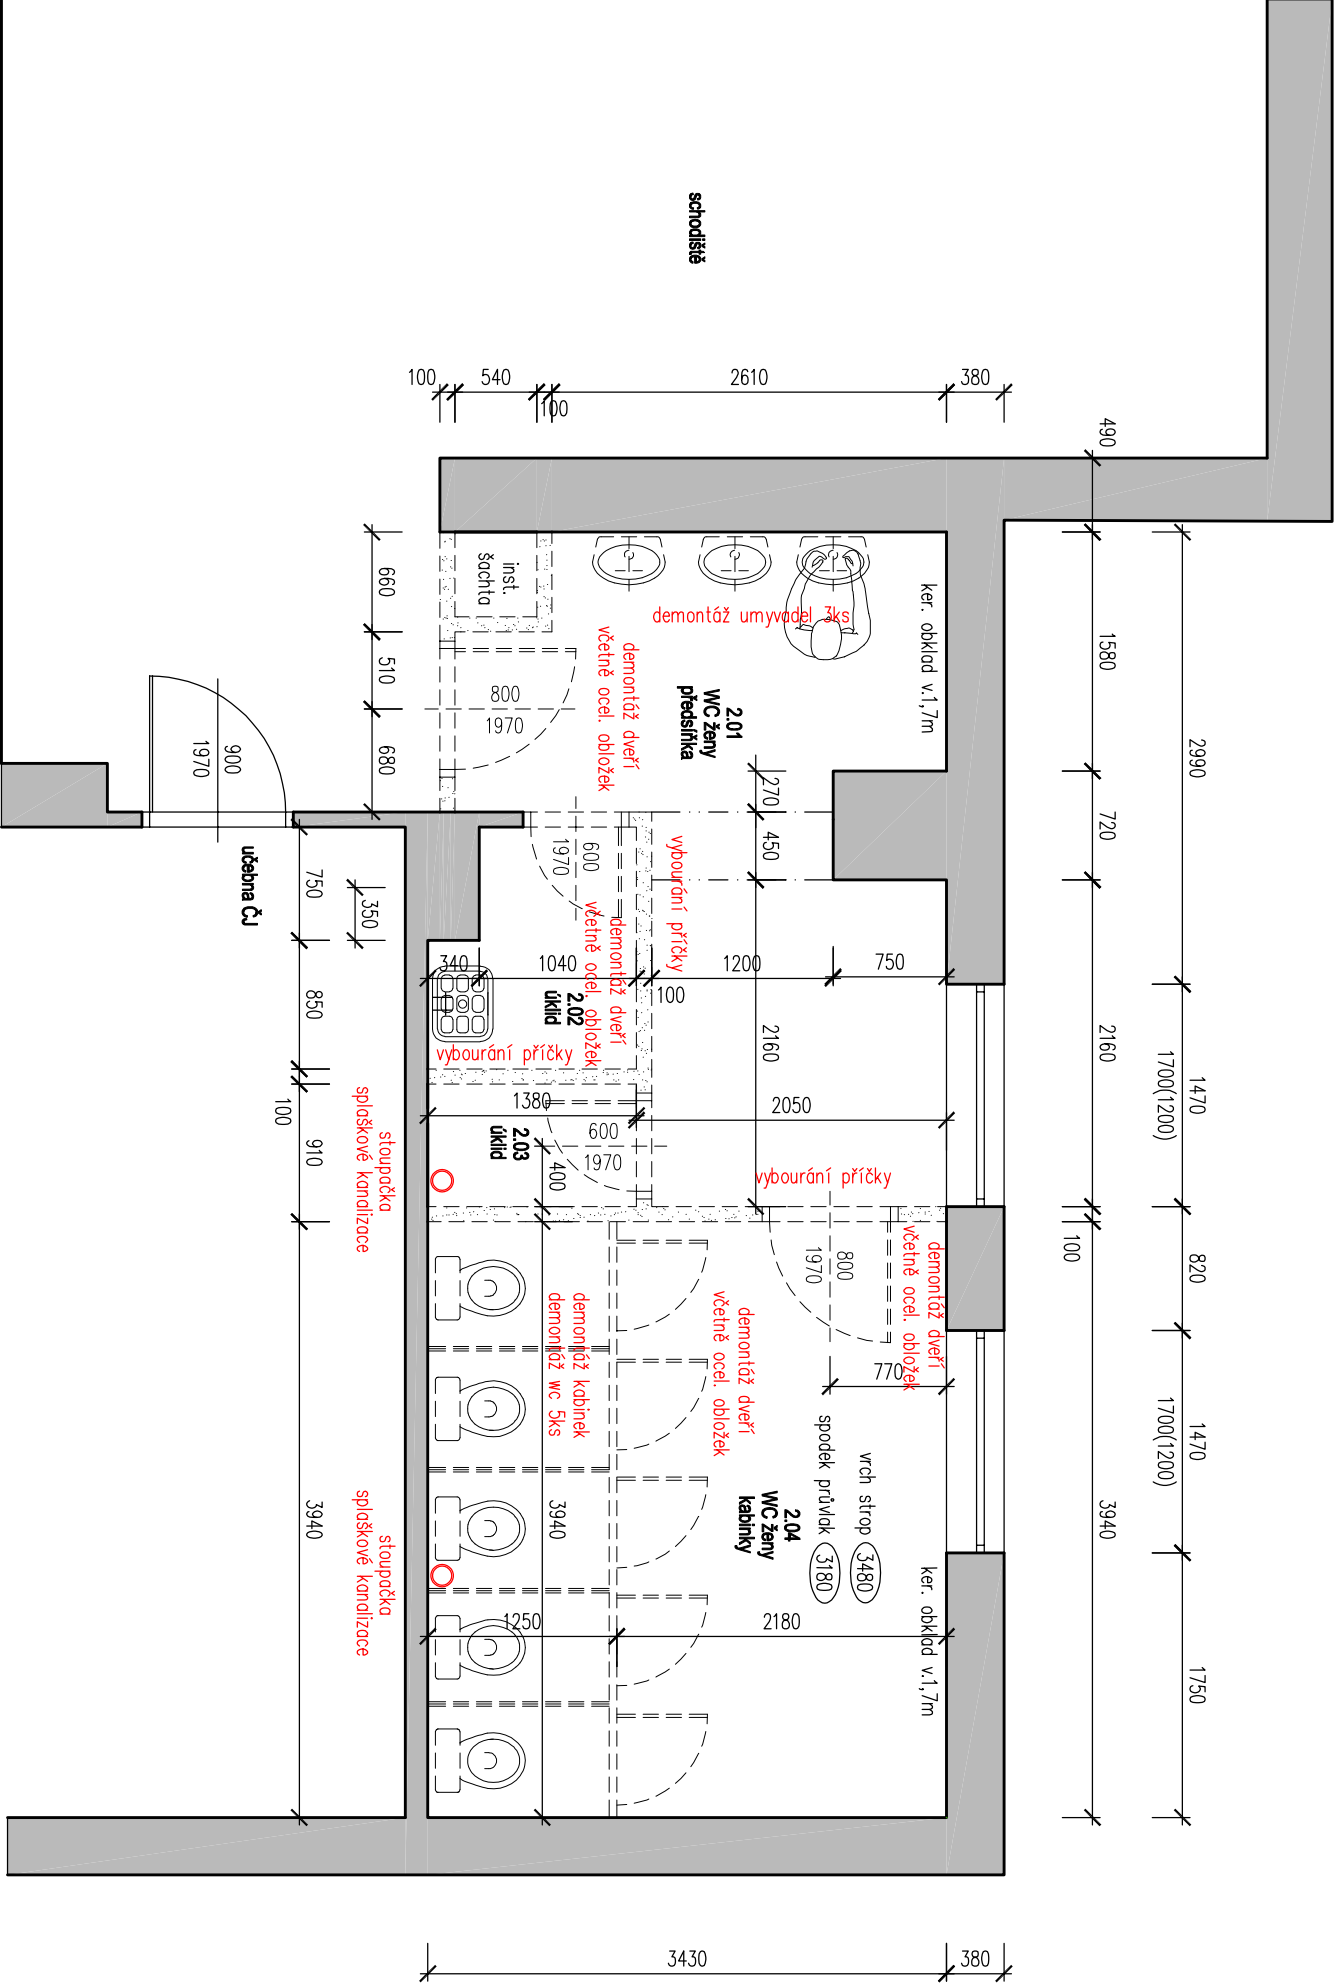 schodiště
100
540
100
2610
380
490
660
510
680
inst.
šachta
demontáž umyvadel 3ks
ker. obklad v.1,7m
1580
2990
demontáž dveří
včetně ocel. obložek
800
1970
2.01
WC ženy
předsíňka
900
1970
učebna ČJ
270
450
720
600
1970
vybourání příčky
750
350
340
1040
100
1200
750
demontáž dveří
včetně ocel. obložek
2.02
úklid
850
vybourání příčky
2160
2160
1470
1700(1200)
1380
2050
100
910
2.03
úklid
600
1970
400
stoupačka
splaškové kanalizace
vybourání příčky
100
820
800
1970
demontáž dveří
včetně ocel. obložek
770
demontáž kabinek
demontáž wc 5ks
demontáž dveří
včetně ocel. obložek
1470
1700(1200)
vrch strop 3480
spodek průvlak 3180
2.04
WC ženy
kabinky
3940
3940
3940
stoupačka
splaškové kanalizace
1250
2180
ker. obklad v.1,7m
1750
3430
380